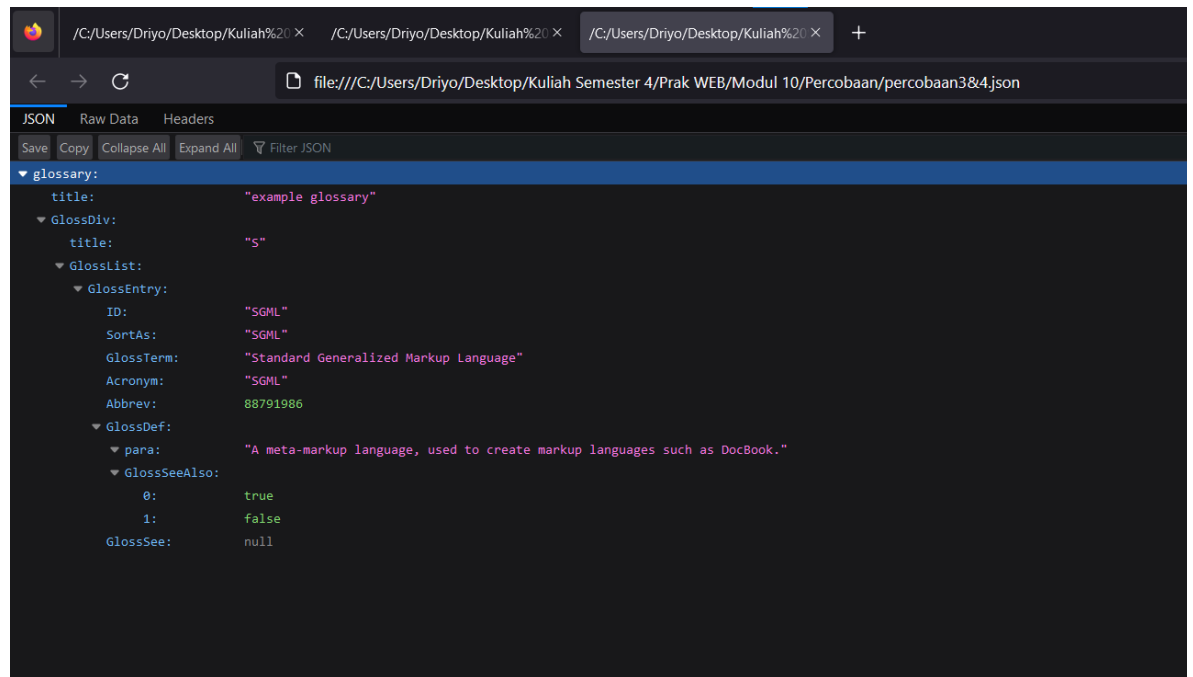 /C:/Users/Driyo/Desktop/Kuliah%20 /C:/Users/Driyo/Desktop/Kuliah%20 /C:/Users/Driyo/Desktop/Kuliah%20
file:///C:/Users/Driyo/Desktop/Kuliah Semester 4/Prak WEB/Modul 10/Percobaan/percobaan3&4.json
JSON Raw Data Headers
Save Copy Collapse All Expand All Filter JSON
glossary:
title: "example glossary"
GlossDiv:
title: "S"
GlossList:
GlossEntry:
ID: "SGML"
SortAs: "SGML"
GlossTerm: "Standard Generalized Markup Language"
Acronym: "SGML"
Abbrev: 88791986
GlossDef:
para: "A meta-markup language, used to create markup languages such as DocBook."
GlossSeeAlso:
0: true
1: false
GlossSee: null